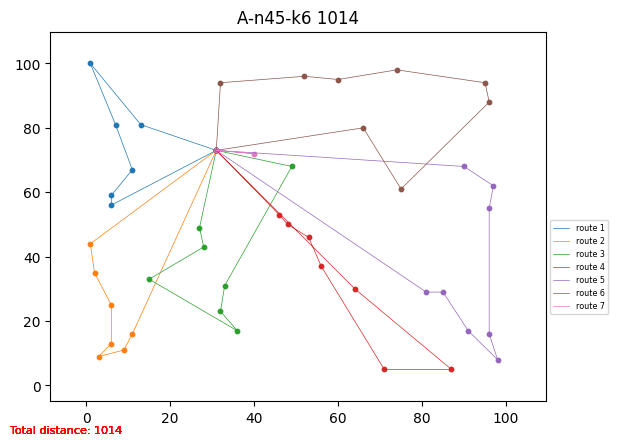 A-n45-k6 1014
100
80
60
40
20
0
0 20 40 60 80 100
route 1
route 2
route 3
route 4
route 5
route 6
route 7
Total distance: 1014